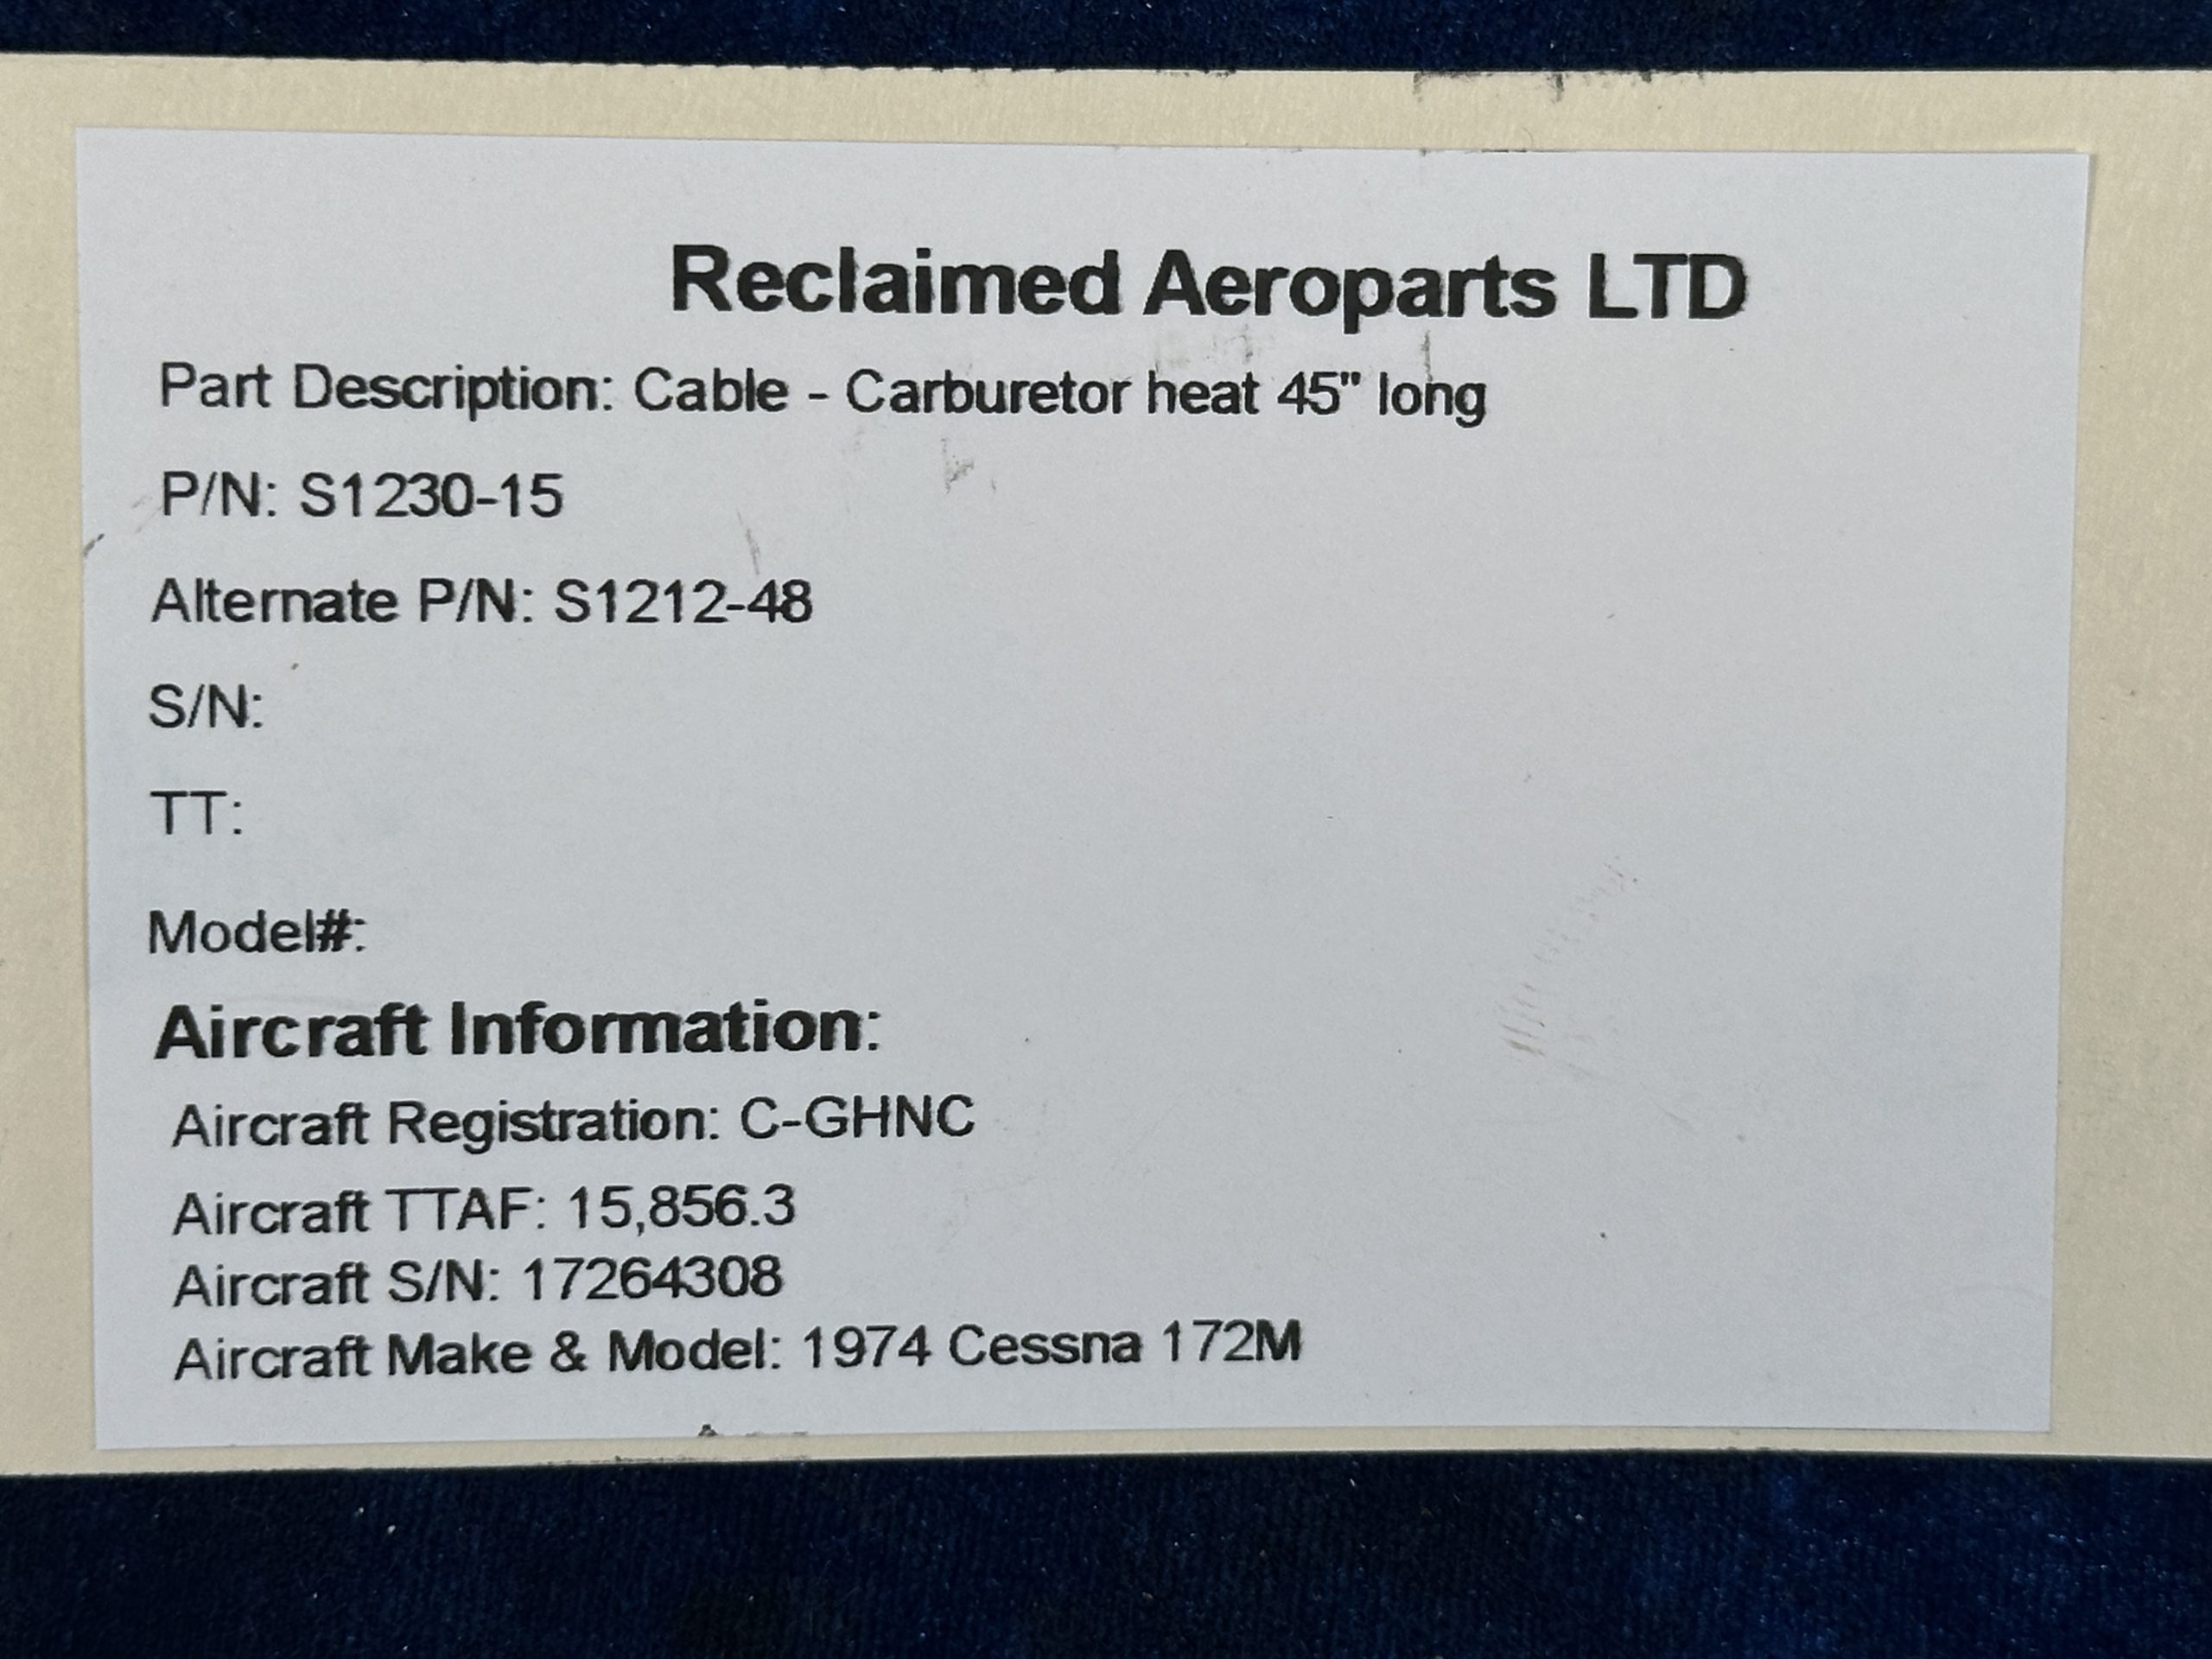 Reclaimed Aeroparts LTD
Part Description: Cable - Carburetor heat 45" long
P/N: S1230-15
Alternate P/N: S1212-48
S/N:
TT:
Model#:
Aircraft Information:
Aircraft Registration: C-GHNC
Aircraft TTAF: 15,856.3
Aircraft S/N: 17264308
Aircraft Make & Model: 1974 Cessna 172M